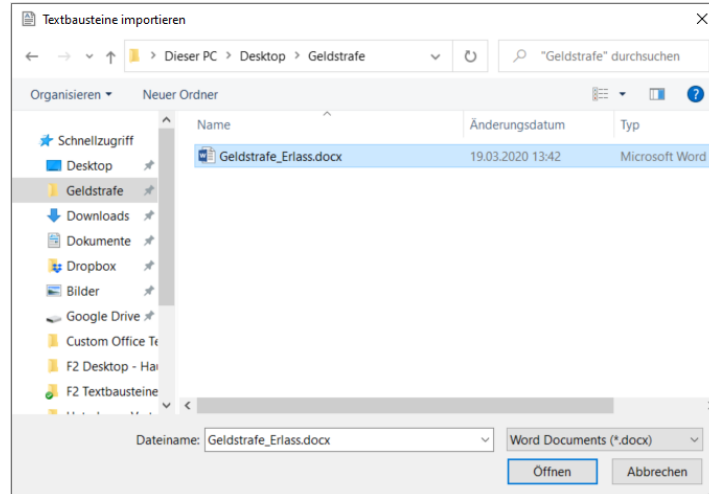 Textbausteine importieren
Dieser PC > Desktop > Geldstrafe
"Geldstrafe" durchsuchen
Organisieren
Neuer Ordner
Name
Änderungsdatum
Typ
Schnellzugriff
Desktop
Geldstrafe
Downloads
Dokumente
Dropbox
Bilder
Google Drive
Custom Office Te
F2 Desktop - Hau
F2 Textbausteine
Geldstrafe_Erlass.docx
19.03.2020 13:42
Microsoft Word
Dateiname: Geldstrafe_Erlass.docx
Word Documents (*.docx)
Öffnen
Abbrechen